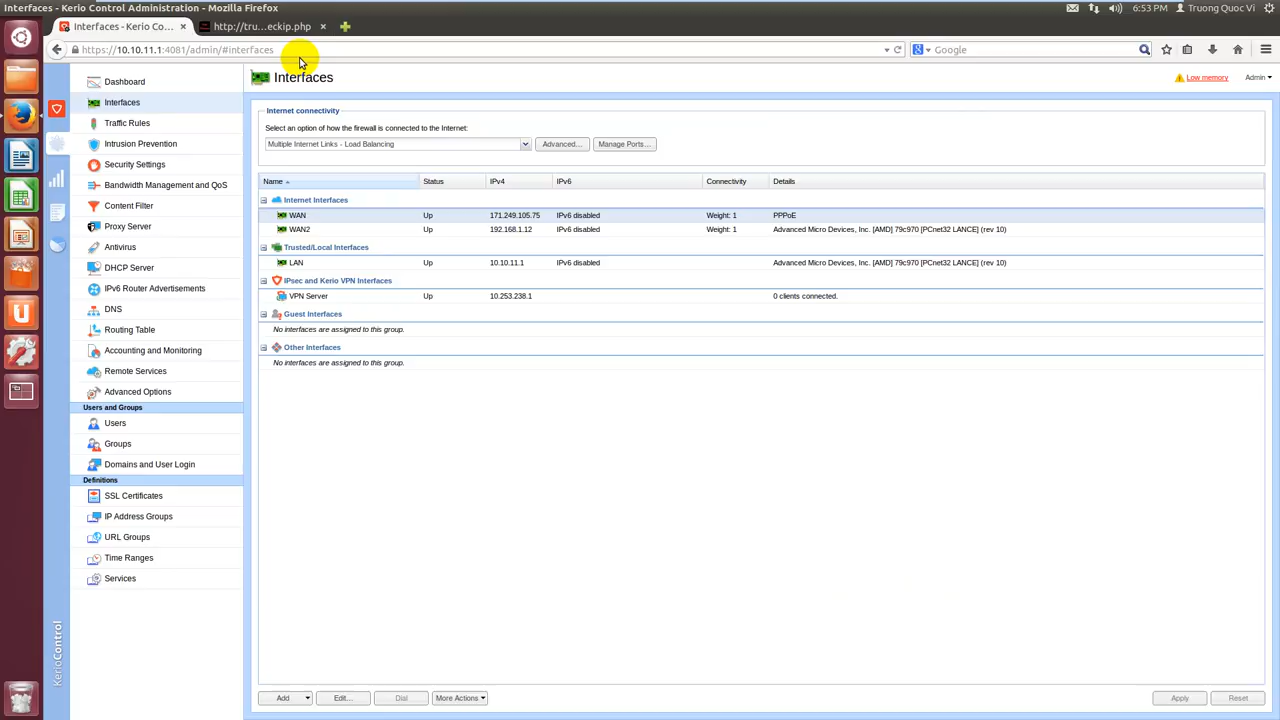 Interfaces - Kerio Control Administration - Mozilla Firefox
6:33 PM Truong Quoc Vi
Interfaces - Kerio Co... × http://tru...eckip.php ×
https://10.10.11.1:4081/admin/#interfaces
Google
Dashboard
Interfaces
Traffic Rules
Intrusion Prevention
Security Settings
Bandwidth Management and QoS
Content Filter
Proxy Server
Antivirus
DHCP Server
IPv6 Router Advertisements
DNS
Routing Table
Accounting and Monitoring
Remote Services
Advanced Options
Users and Groups
Users
Groups
Domains and User Login
Definitions
SSL Certificates
IP Address Groups
URL Groups
Time Ranges
Services
KerioControl
Interfaces
Low memory
Admin
Internet connectivity
Select an option of how the firewall is connected to the Internet:
Multiple Internet Links - Load Balancing
Advanced...
Manage Ports...
Name Status IPv4 IPv6 Connectivity Details
Internet Interfaces
WAN Up 171.249.105.75 IPv6 disabled Weight: 1 PPPoE
WAN2 Up 192.168.1.12 IPv6 disabled Weight: 1 Advanced Micro Devices, Inc. [AMD] 79c970 [PCnet32 LANCE] (rev 10)
Trusted/Local Interfaces
LAN Up 10.10.11.1 IPv6 disabled Advanced Micro Devices, Inc. [AMD] 79c970 [PCnet32 LANCE] (rev 10)
IPsec and Kerio VPN Interfaces
VPN Server Up 10.253.238.1 0 clients connected.
Guest Interfaces
No interfaces are assigned to this group.
Other Interfaces
No interfaces are assigned to this group.
Add Edit... Dial More Actions Apply Reset